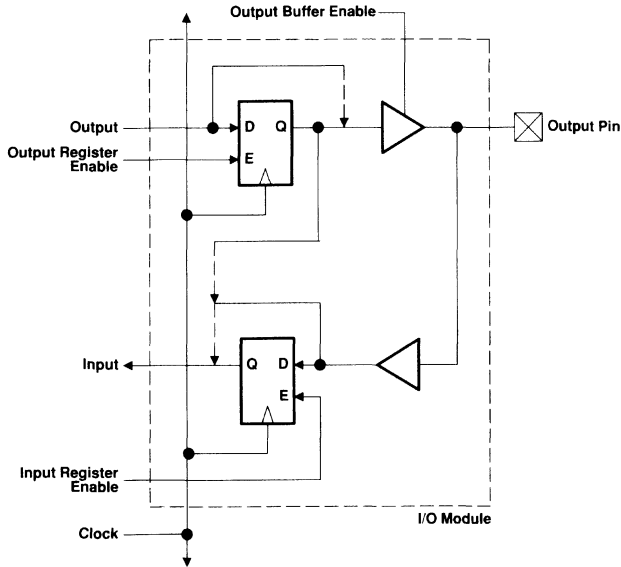 Output Buffer Enable
Output
D Q
Output Pin
Output Register
Enable
E
Input
Q D
E
Input Register
Enable
I/O Module
Clock